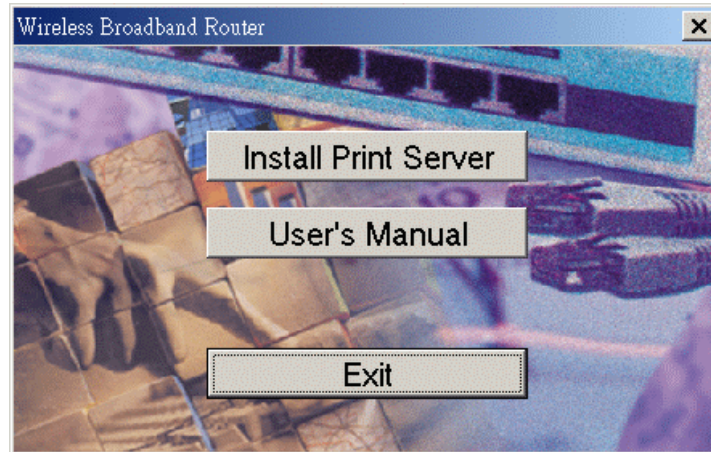 Wireless Broadband Router
Install Print Server
User's Manual
Exit